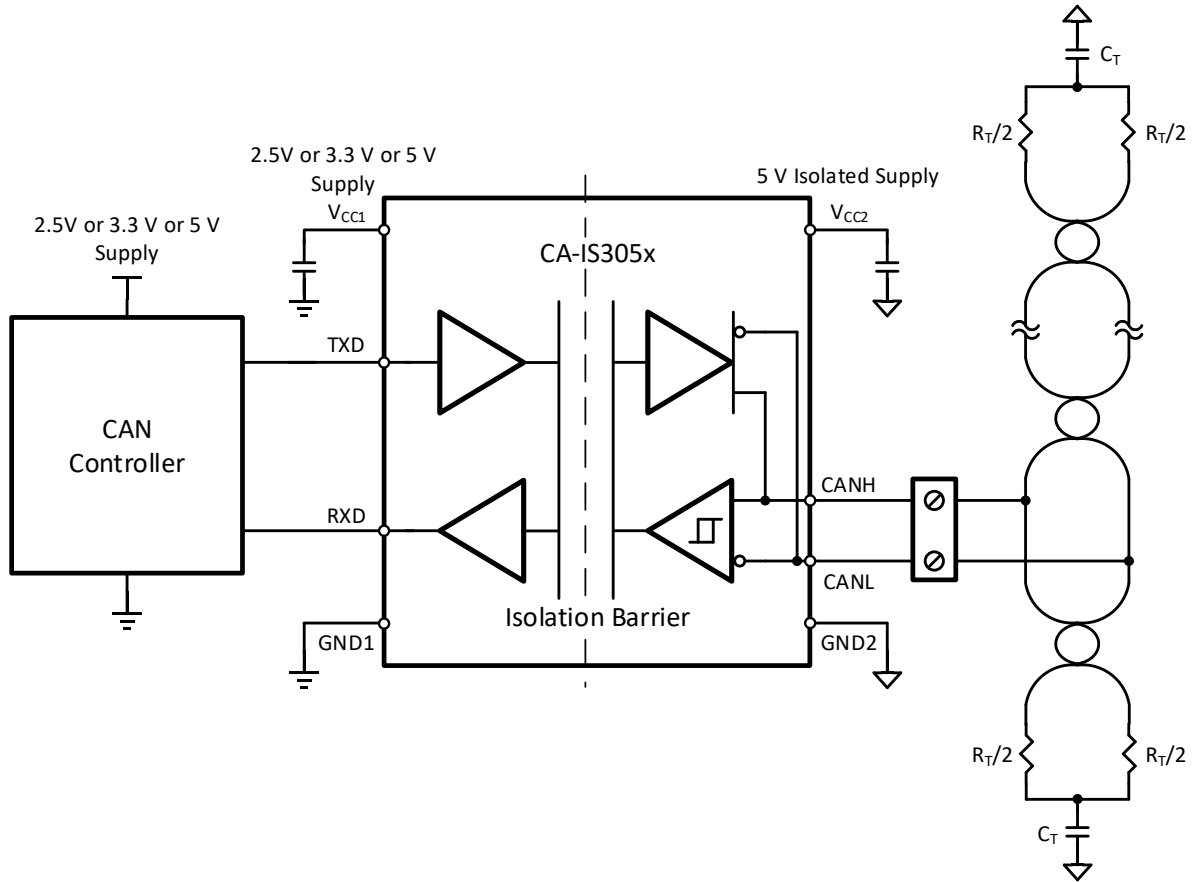 C_T
R_T/2
R_T/2
2.5V or 3.3 V or 5 V
Supply
V_CC1
5 V Isolated Supply
V_CC2
2.5V or 3.3 V or 5 V
Supply
CA-IS305x
TXD
CAN
Controller
RXD
CANH
CANL
Isolation Barrier
GND1
GND2
R_T/2
R_T/2
C_T